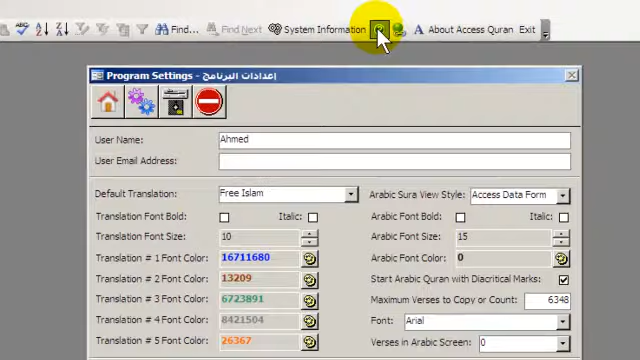 Find... Find Next System Information About Access Quran Exit
Program Settings - إعدادات البرنامج
User Name: Ahmed
User Email Address:
Default Translation: Free Islam Arabic Sura View Style: Access Data Form
Translation Font Bold: Italic: Arabic Font Bold: Italic:
Translation Font Size: 10 Arabic Font Size: 15
Translation # 1 Font Color: 16711680 Arabic Font Color: 0
Translation # 2 Font Color: 13209 Start Arabic Quran with Diacritical Marks:
Translation # 3 Font Color: 6723891 Maximum Verses to Copy or Count: 6348
Translation # 4 Font Color: 8421504 Font: Arial
Translation # 5 Font Color: 26367 Verses in Arabic Screen: 0